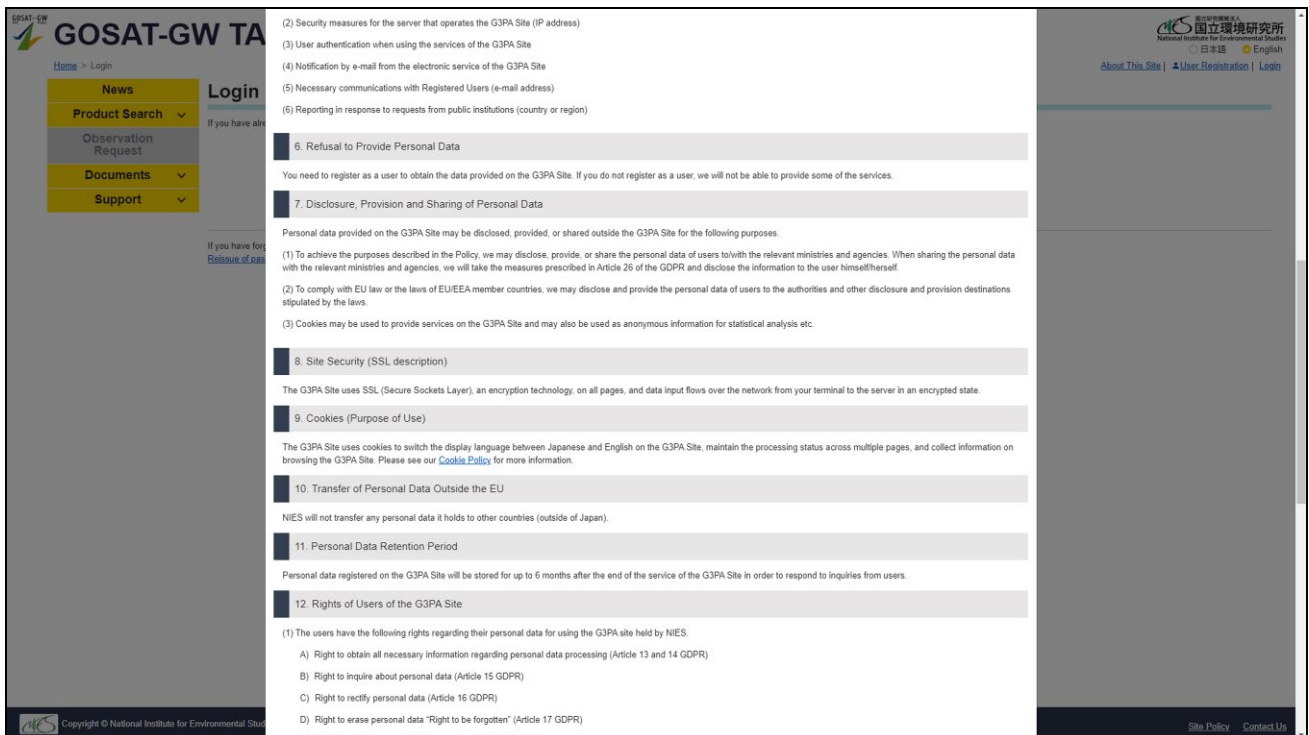 GOSAT-GW
GOSAT-GW TA
国立研究開発法人
国立環境研究所
National Institute for Environmental Studies
日本語 English
Home > Login
About This Site | User Registration | Login
News
Product Search
Observation
Request
Documents
Support
Login
If you have alre
If you have forg
Reissue of pas
(2) Security measures for the server that operates the G3PA Site (IP address)
(3) User authentication when using the services of the G3PA Site
(4) Notification by e-mail from the electronic service of the G3PA Site
(5) Necessary communications with Registered Users (e-mail address)
(6) Reporting in response to requests from public institutions (country or region)
6. Refusal to Provide Personal Data
You need to register as a user to obtain the data provided on the G3PA Site. If you do not register as a user, we will not be able to provide some of the services.
7. Disclosure, Provision and Sharing of Personal Data
Personal data provided on the G3PA Site may be disclosed, provided, or shared outside the G3PA Site for the following purposes.
(1) To achieve the purposes described in the Policy, we may disclose, provide, or share the personal data of users to/with the relevant ministries and agencies. When sharing the personal data
with the relevant ministries and agencies, we will take the measures prescribed in Article 26 of the GDPR and disclose the information to the user himself/herself.
(2) To comply with EU law or the laws of EU/EEA member countries, we may disclose and provide the personal data of users to the authorities and other disclosure and provision destinations
stipulated by the laws.
(3) Cookies may be used to provide services on the G3PA Site and may also be used as anonymous information for statistical analysis etc.
8. Site Security (SSL description)
The G3PA Site uses SSL (Secure Sockets Layer), an encryption technology, on all pages, and data input flows over the network from your terminal to the server in an encrypted state.
9. Cookies (Purpose of Use)
The G3PA Site uses cookies to switch the display language between Japanese and English on the G3PA Site, maintain the processing status across multiple pages, and collect information on
browsing the G3PA Site. Please see our Cookie Policy for more information.
10. Transfer of Personal Data Outside the EU
NIES will not transfer any personal data it holds to other countries (outside of Japan).
11. Personal Data Retention Period
Personal data registered on the G3PA Site will be stored for up to 6 months after the end of the service of the G3PA Site in order to respond to inquiries from users.
12. Rights of Users of the G3PA Site
(1) The users have the following rights regarding their personal data for using the G3PA site held by NIES.
A) Right to obtain all necessary information regarding personal data processing (Article 13 and 14 GDPR)
B) Right to inquire about personal data (Article 15 GDPR)
C) Right to rectify personal data (Article 16 GDPR)
D) Right to erase personal data "Right to be forgotten" (Article 17 GDPR)
Copyright © National Institute for Environmental Stud
Site Policy Contact Us